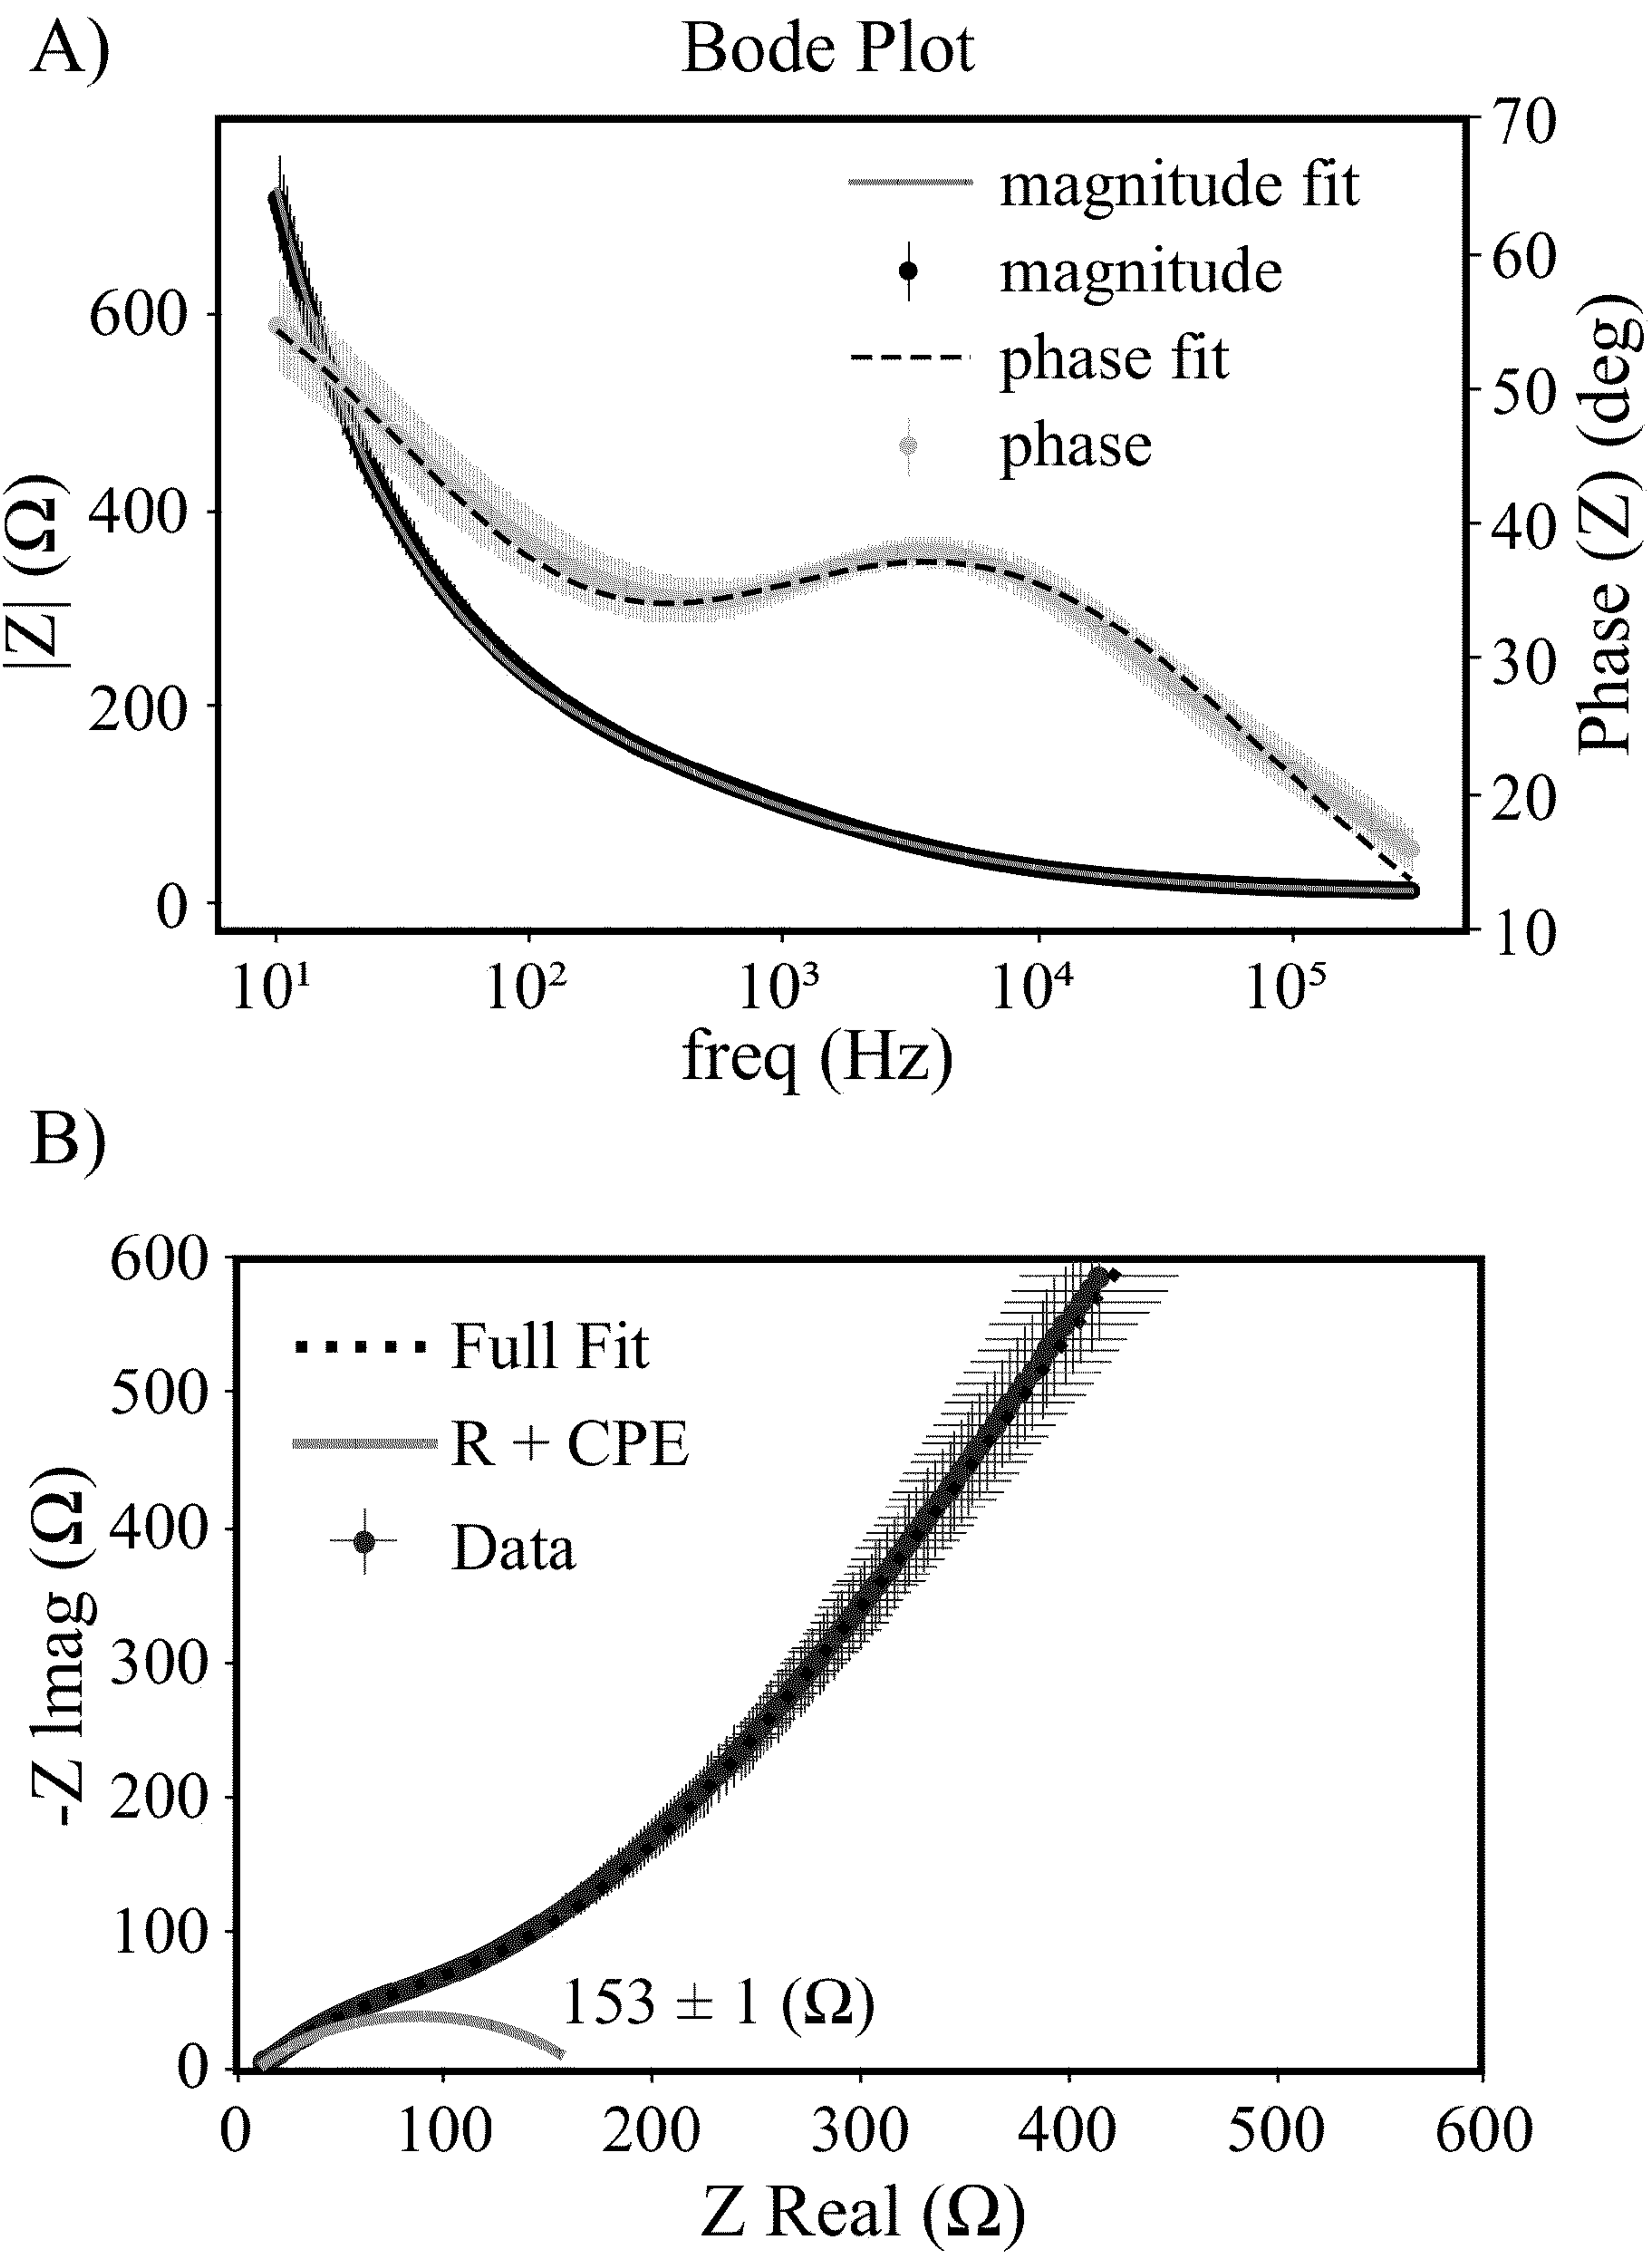 A)
Bode Plot
magnitude fit
magnitude
phase fit
phase
|Z| (Ω)
600
400
200
0
70
60
50
40
30
20
10
Phase (Z) (deg)
10¹ 10² 10³ 10⁴ 10⁵
freq (Hz)
B)
Full Fit
R + CPE
Data
153 ± 1 (Ω)
-Z Imag (Ω)
600
500
400
300
200
100
0
0 100 200 300 400 500 600
Z Real (Ω)